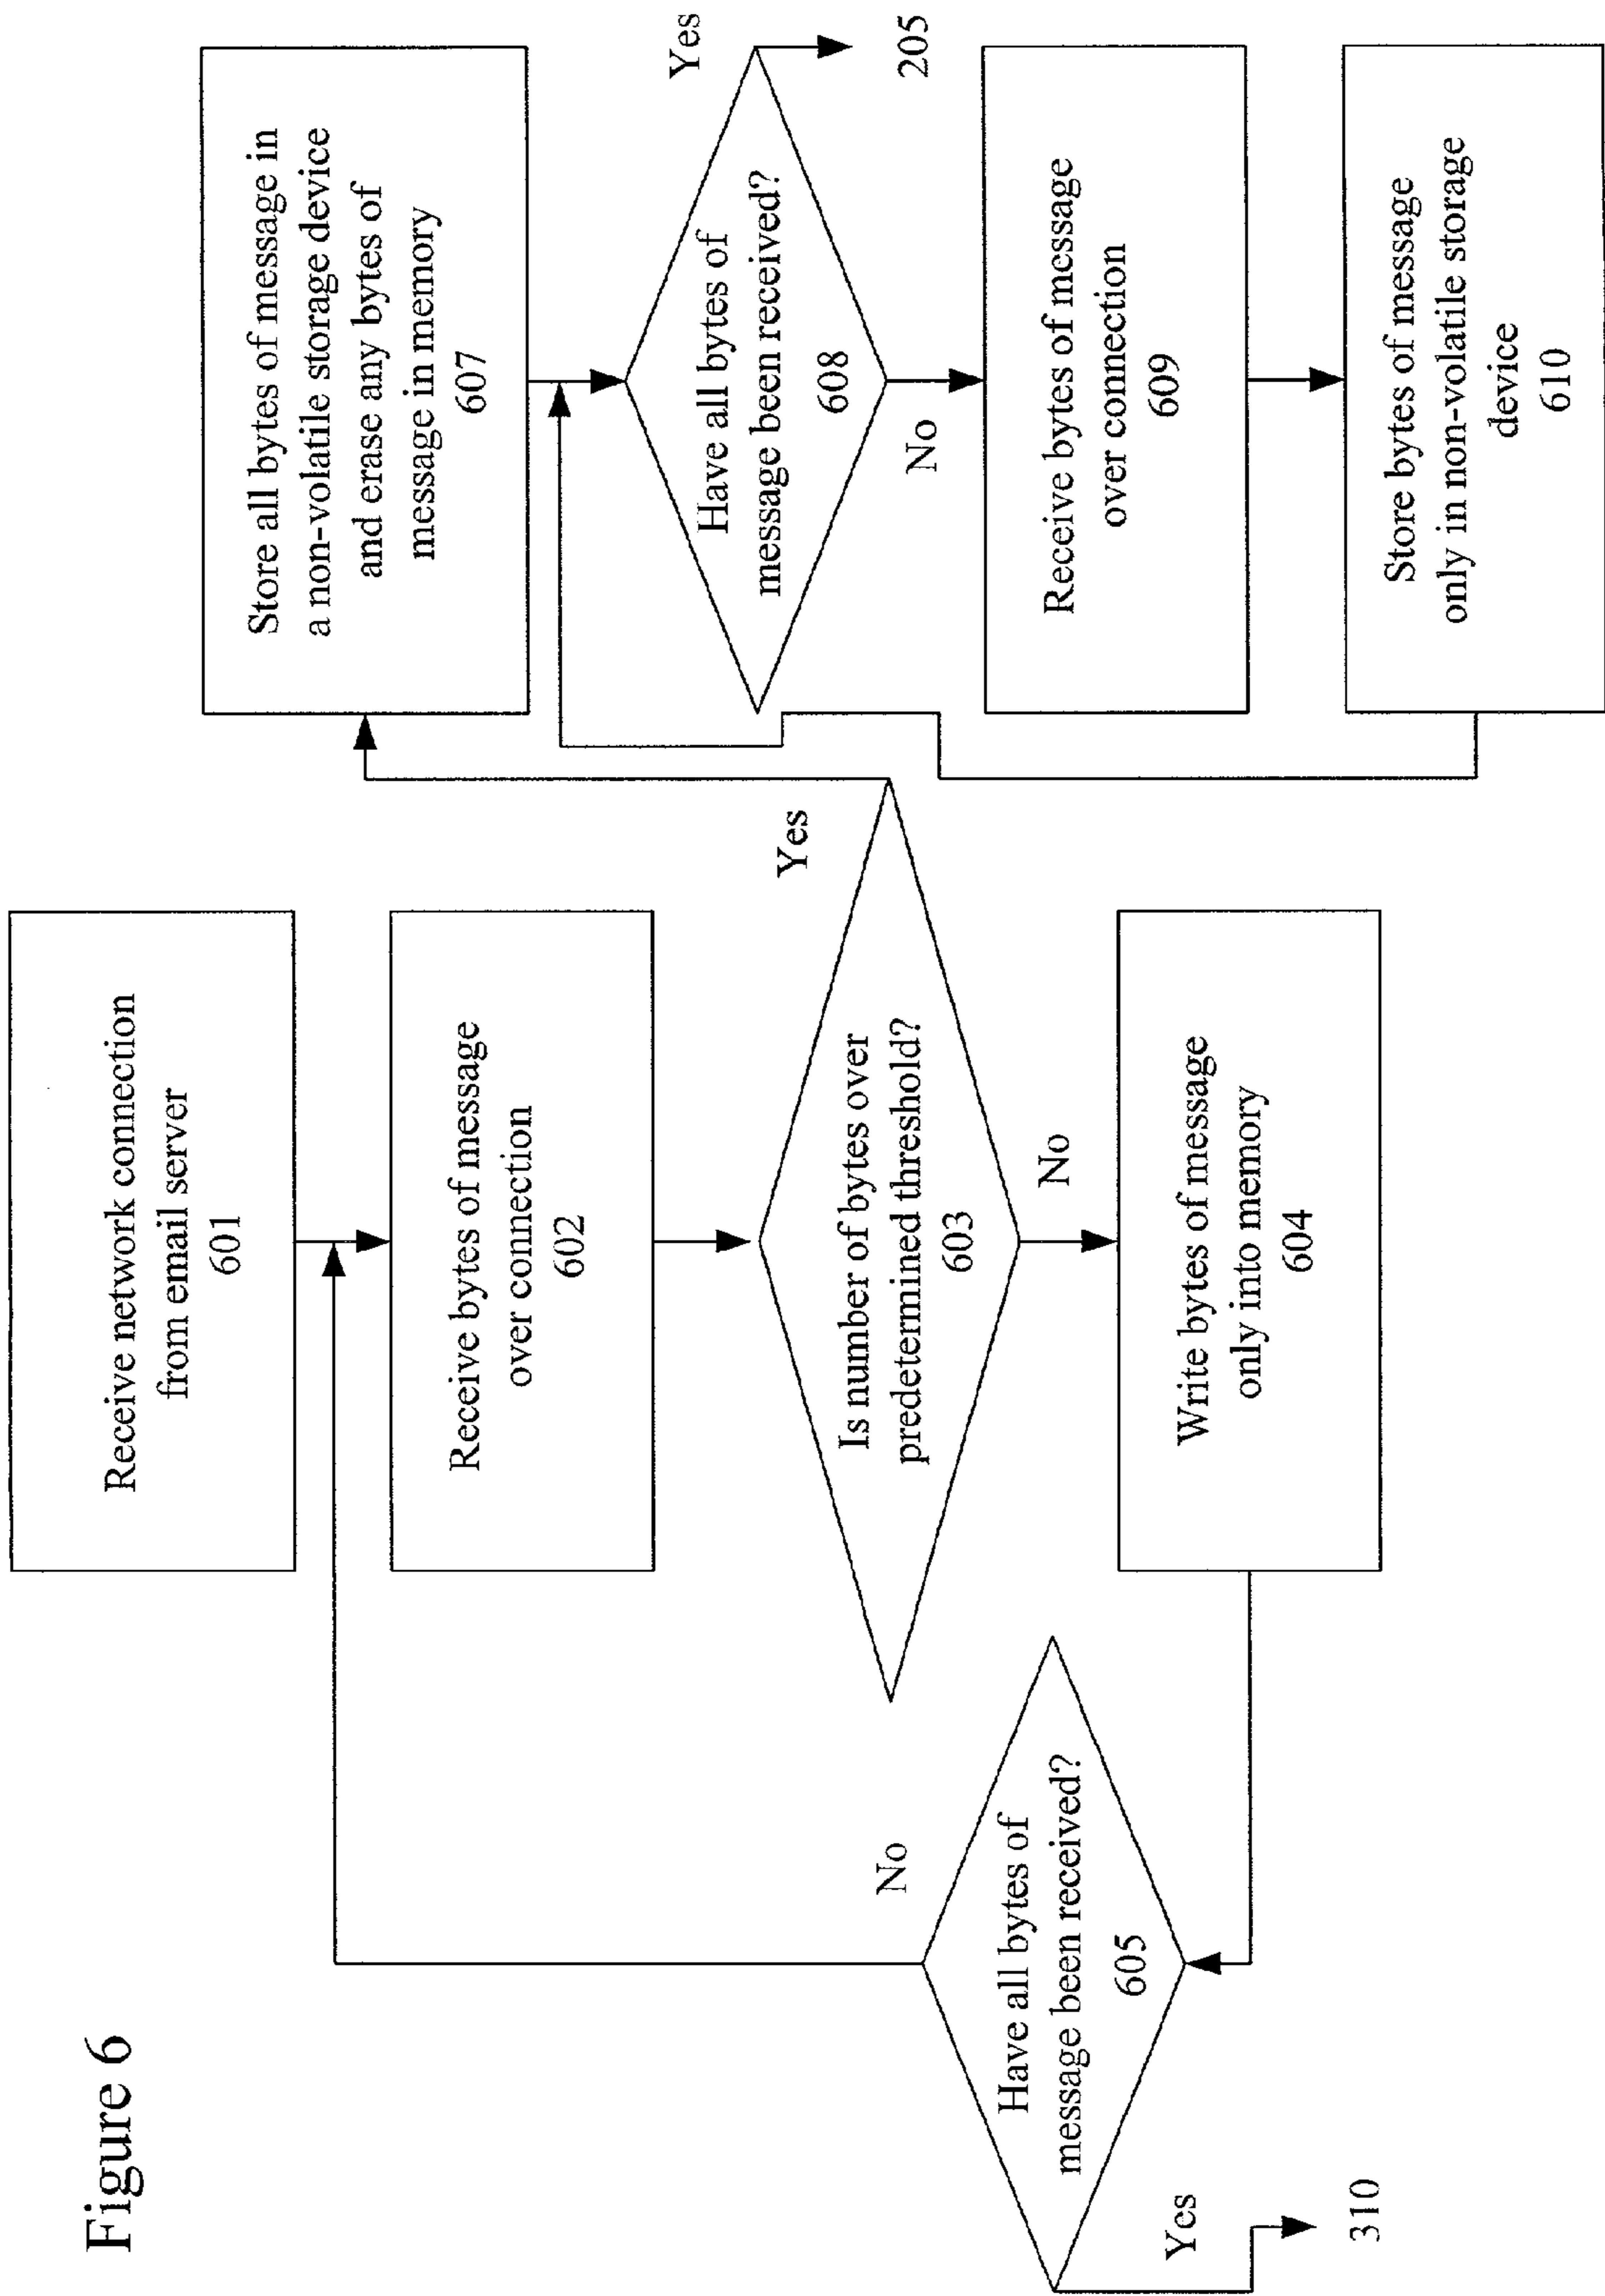 Figure 6
Receive network connection
from email server
601
Receive bytes of message
over connection
602
Is number of bytes over
predetermined threshold?
603
Yes
No
Write bytes of message
only into memory
604
Have all bytes of
message been received?
605
No
Yes
310
Store all bytes of message in
a non-volatile storage device
and erase any bytes of
message in memory
607
Have all bytes of
message been received?
608
Yes
205
No
Receive bytes of message
over connection
609
Store bytes of message
only in non-volatile storage
device
610